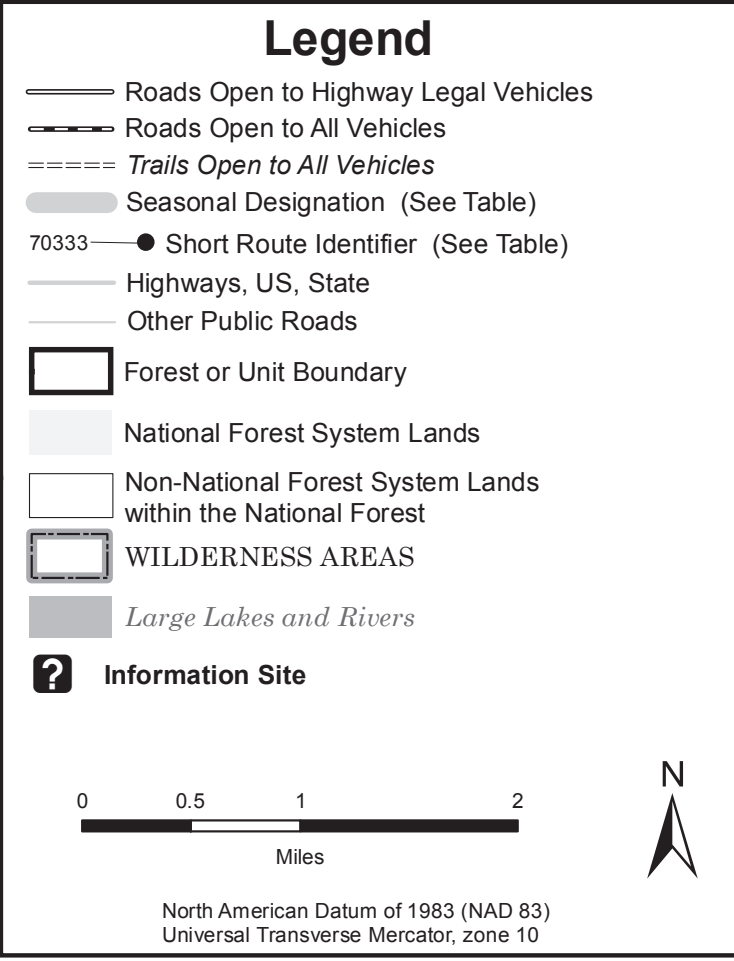 Legend
Roads Open to Highway Legal Vehicles
Roads Open to All Vehicles
Trails Open to All Vehicles
Seasonal Designation (See Table)
70333 Short Route Identifier (See Table)
Highways, US, State
Other Public Roads
Forest or Unit Boundary
National Forest System Lands
Non-National Forest System Lands
within the National Forest
WILDERNESS AREAS
Large Lakes and Rivers
? Information Site
N
0 0.5 1 2
Miles
North American Datum of 1983 (NAD 83)
Universal Transverse Mercator, zone 10